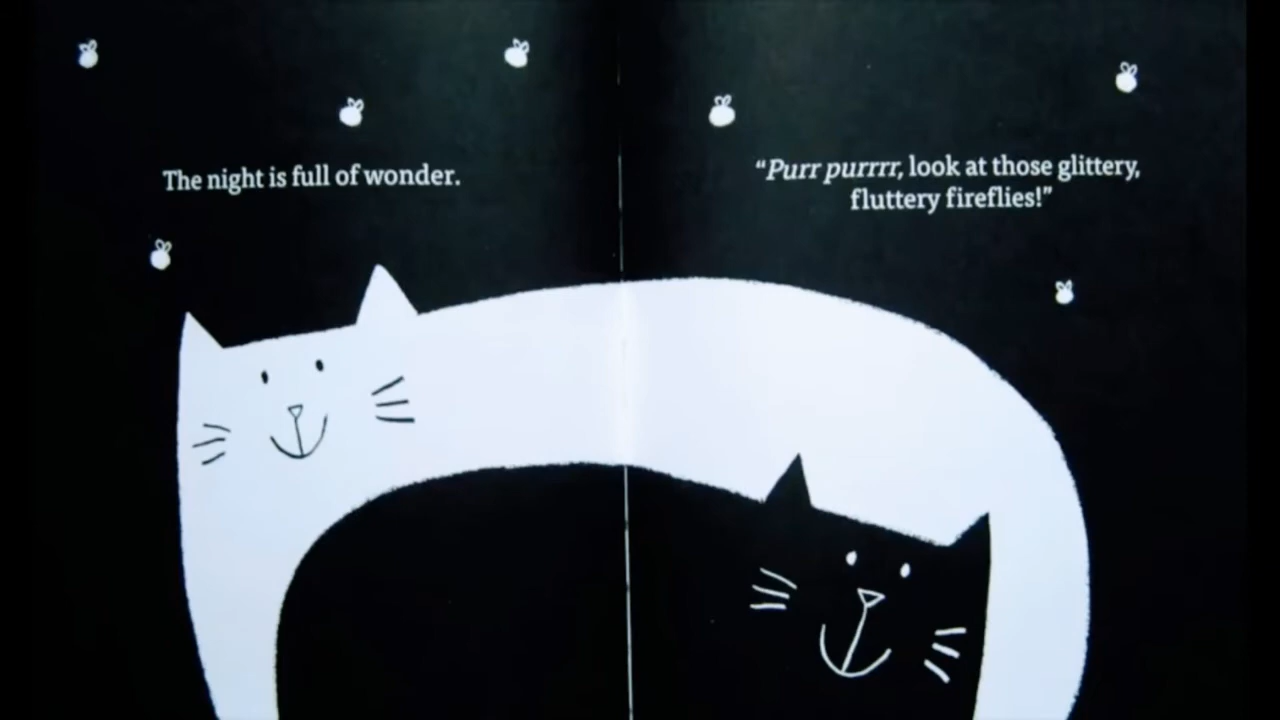 The night is full of wonder.
“Purr purrrr, look at those glittery,
fluttery fireflies!”